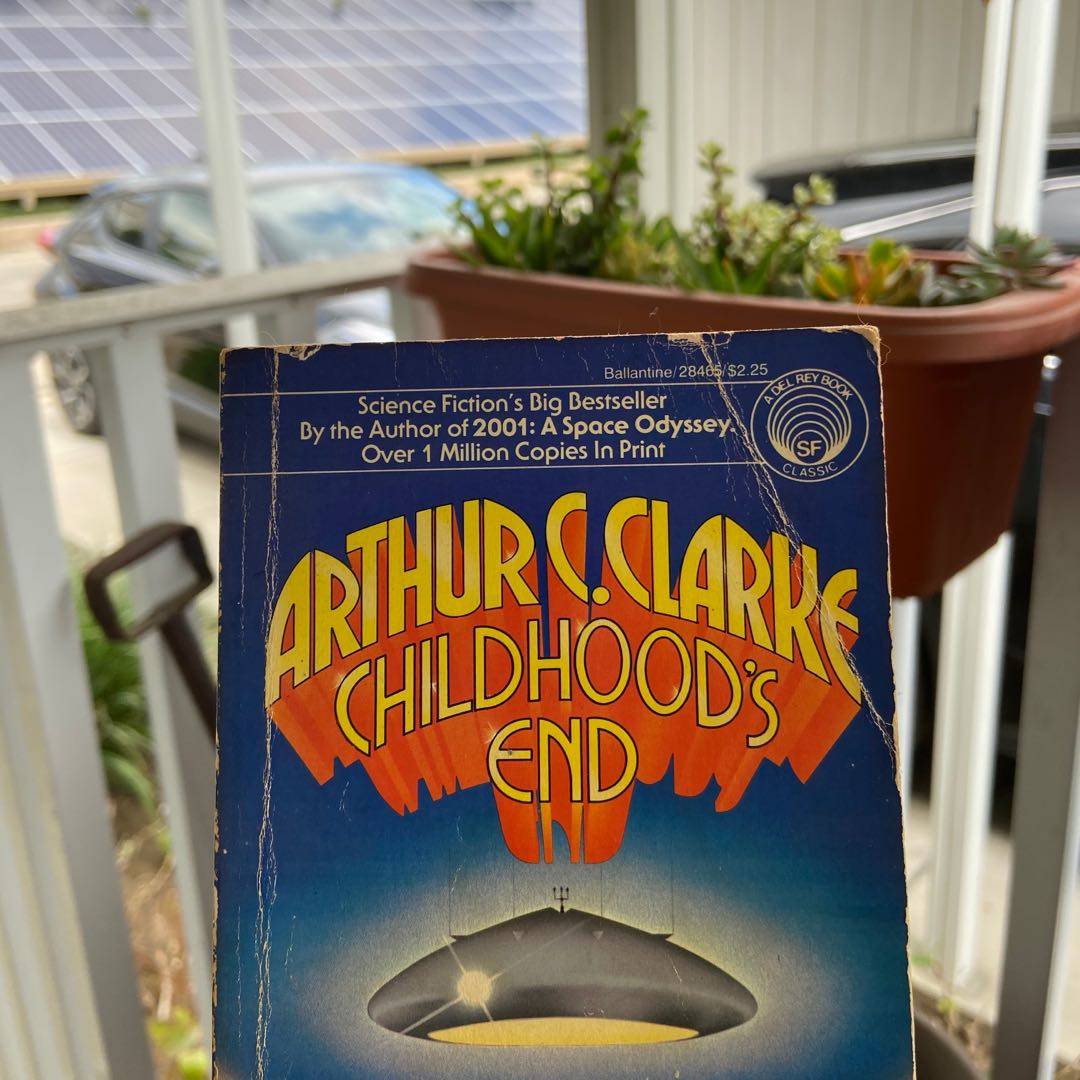 Ballantine/28465/$2.25
Science Fiction's Big Bestseller
By the Author of 2001: A Space Odyssey.
Over 1 Million Copies In Print
A DEL REY BOOK
SF
CLASSIC
ARTHUR C. CLARKE
CHILDHOOD'S
END